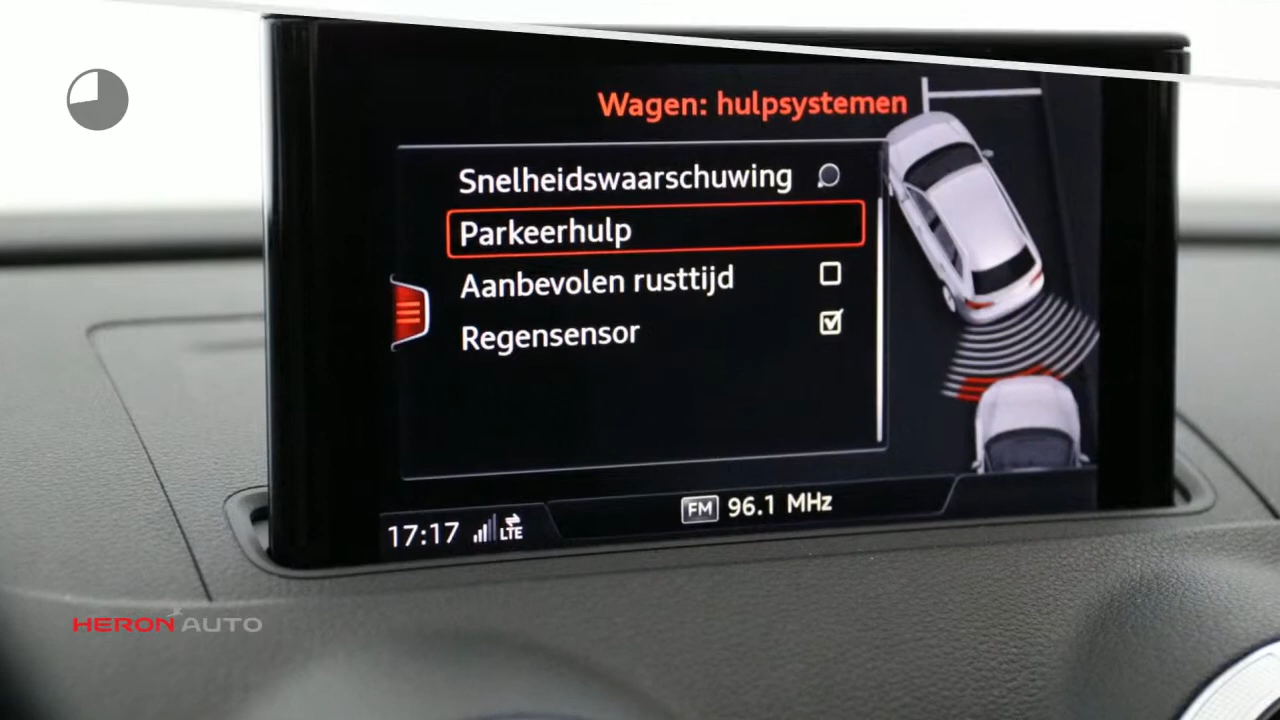 Wagen: hulpsystemen
Snelheidswaarschuwing
Parkeerhulp
Aanbevolen rusttijd
Regensensor
FM 96.1 MHz
17:17 LTE
HERON AUTO